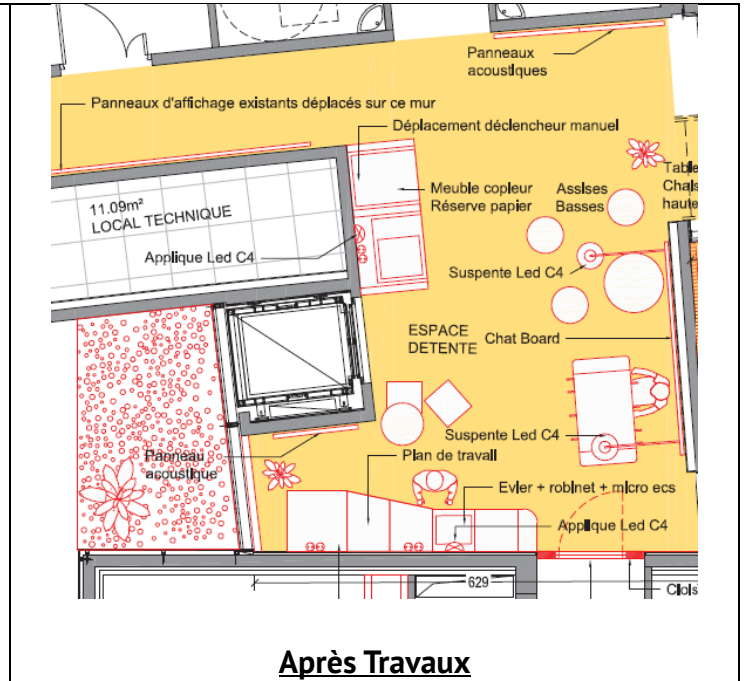 Panneaux
acoustiques
Panneaux d'affichage existants déplacés sur ce mur
Déplacement déclencheur manuel
Meuble copieur
Réserve papier
Assises
Basses
Table
Chais
haute
11.09m²
LOCAL TECHNIQUE
Applique Led C4
Suspente Led C4
ESPACE
DETENTE
Chat Board
Suspente Led C4
Panneau
acoustique
Plan de travail
Evier + robinet + micro ecs
Applique Led C4
629
Clois
Après Travaux